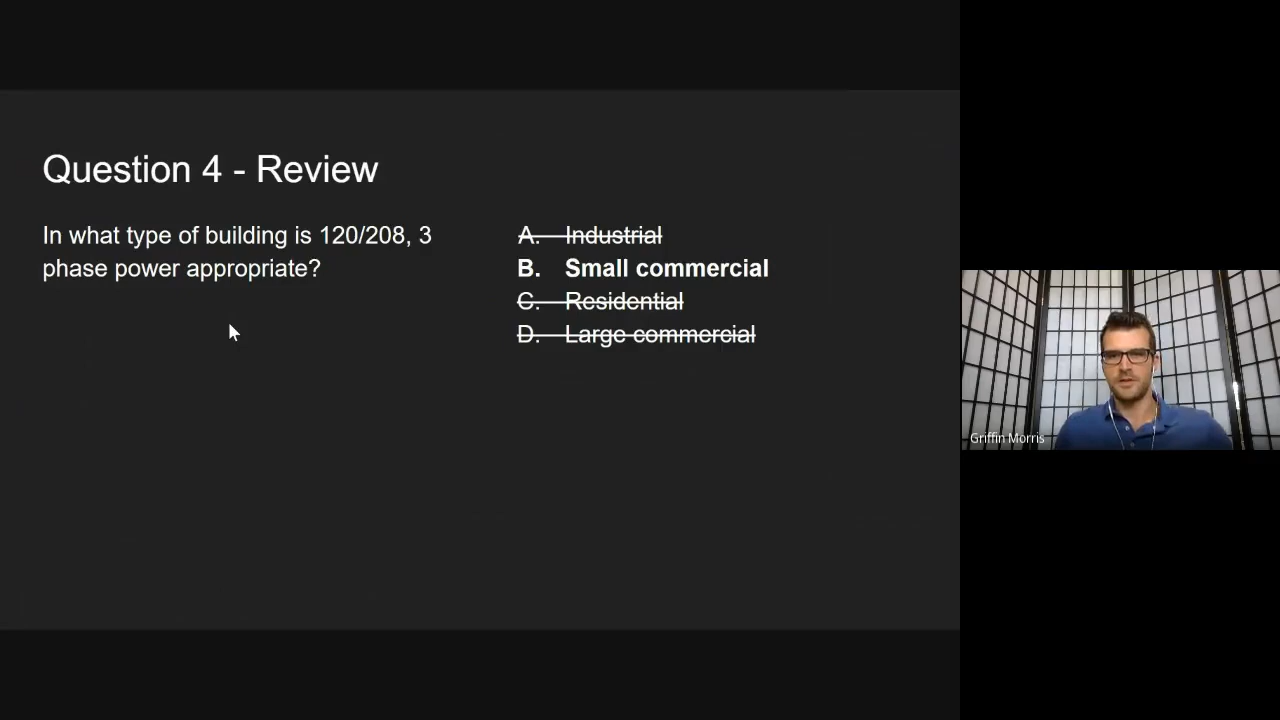 Question 4 - Review
In what type of building is 120/208, 3
phase power appropriate?
A. Industrial
B. Small commercial
C. Residential
D. Large commercial
Griffin Morris